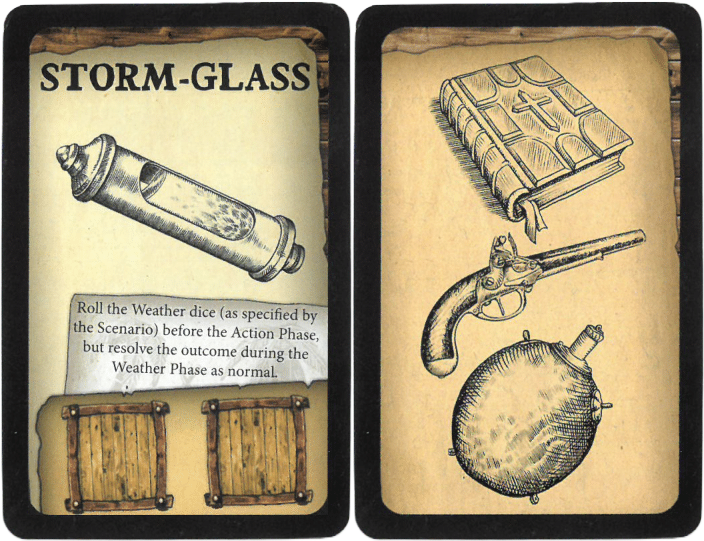 STORM-GLASS
Roll the Weather dice (as specified by
the Scenario) before the Action Phase,
but resolve the outcome during the
Weather Phase as normal.